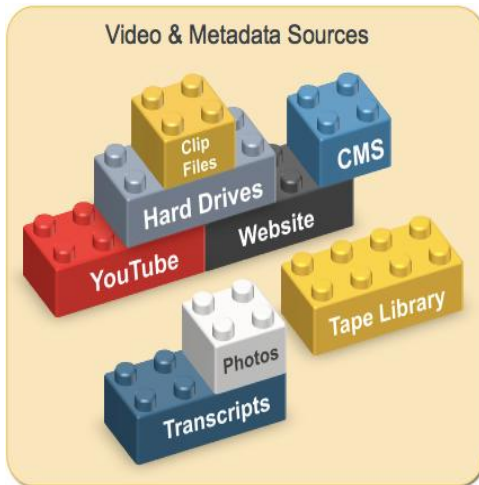 Video & Metadata Sources
Clip
Files
CMS
Hard Drives
Website
YouTube
Tape Library
Photos
Transcripts